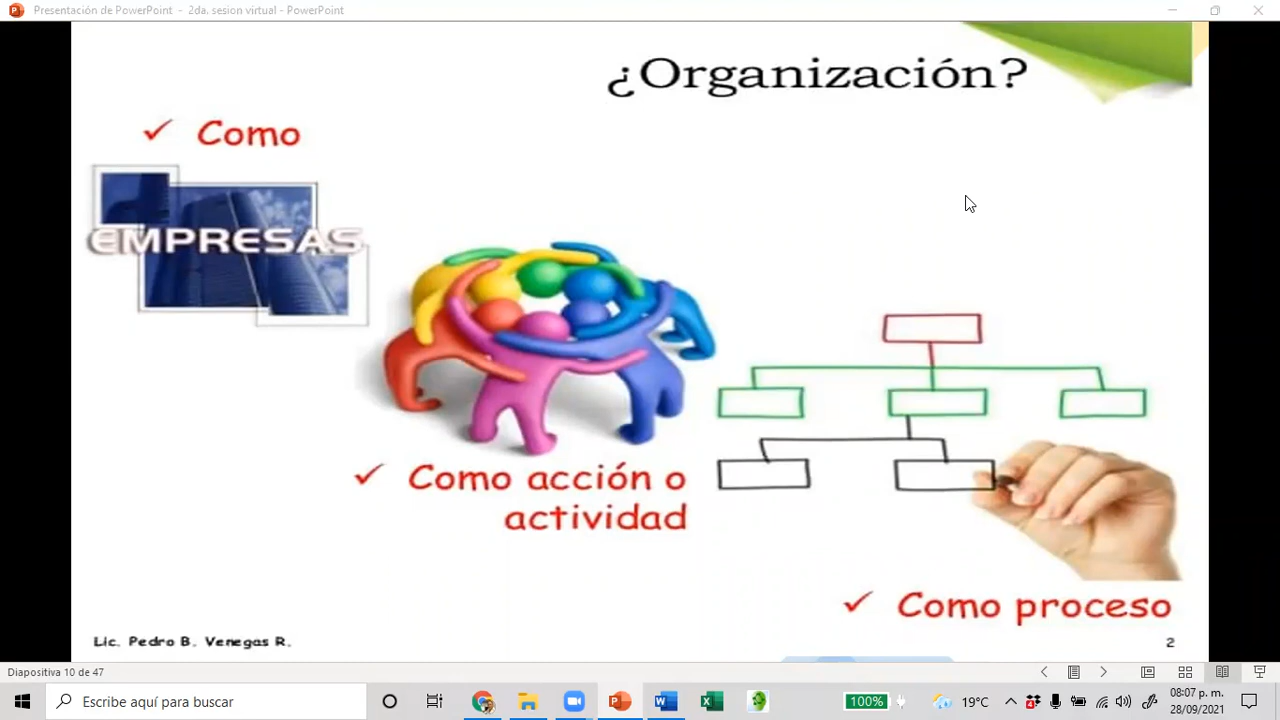 Presentación de PowerPoint - 2da. sesion virtual - PowerPoint
¿Organización?
✓ Como
EMPRESAS
✓ Como acción o
actividad
✓ Como proceso
Lic. Pedro B. Venegas R.
2
Diapositiva 10 de 47
Escribe aquí para buscar
100%
19°C
4
08:07 p. m.
28/09/2021